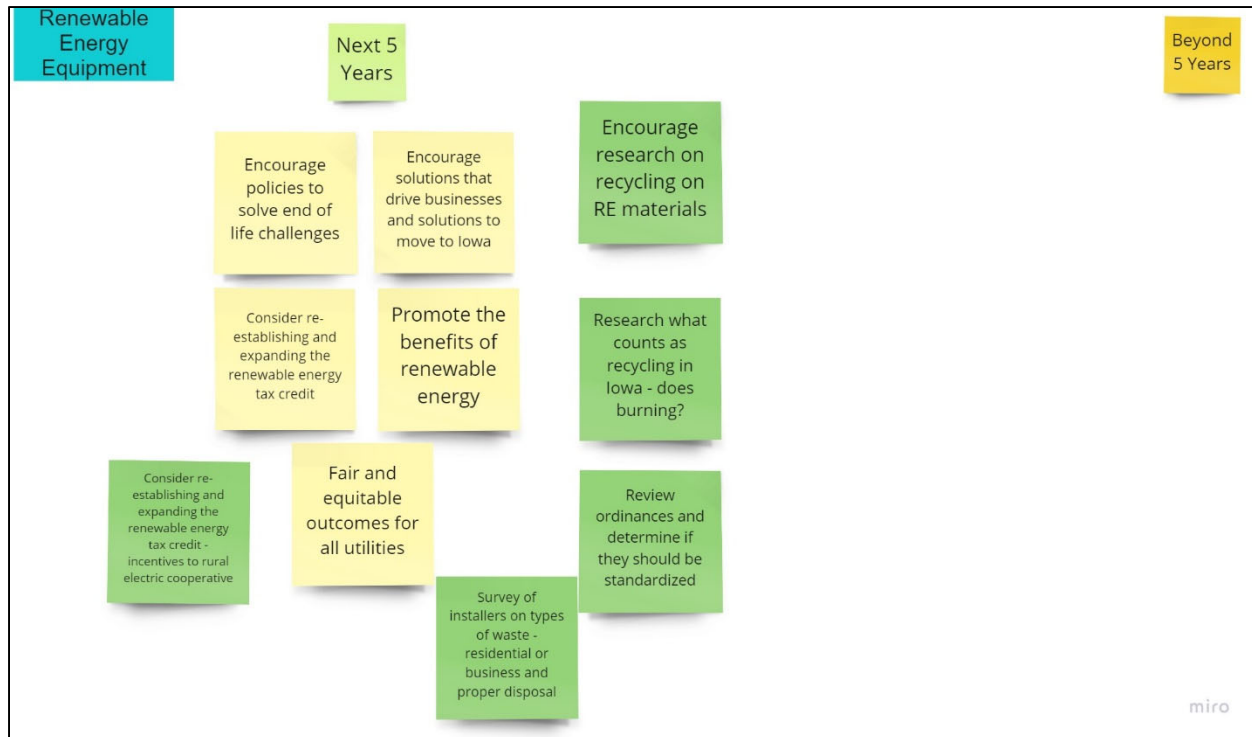 Renewable
Energy
Equipment
Next 5
Years
Beyond
5 Years
Encourage
policies to
solve end of
life challenges
Encourage
solutions that
drive businesses
and solutions to
move to Iowa
Encourage
research on
recycling on
RE materials
Consider re-
establishing and
expanding the
renewable energy
tax credit
Promote the
benefits of
renewable
energy
Research what
counts as
recycling in
Iowa - does
burning?
Consider re-
establishing and
expanding the
renewable energy
tax credit -
incentives to rural
electric cooperative
Fair and
equitable
outcomes for
all utilities
Review
ordinances and
determine if
they should be
standardized
Survey of
installers on types
of waste -
residential or
business and
proper disposal
miro